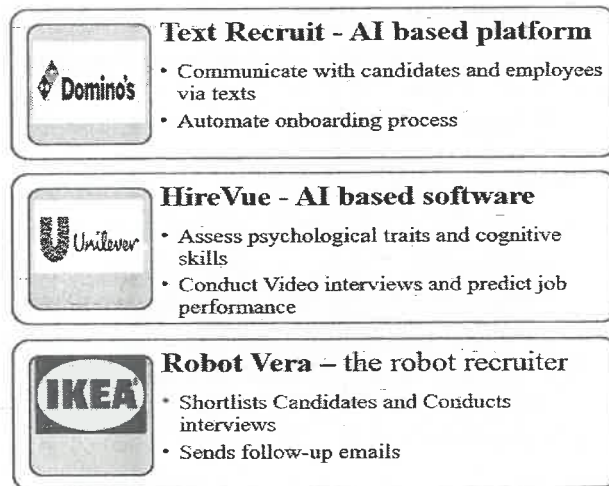 Text Recruit - AI based platform
Domino's
• Communicate with candidates and employees
via texts
• Automate onboarding process
HireVue - AI based software
Unilever
• Assess psychological traits and cognitive
skills
• Conduct Video interviews and predict job
performance
Robot Vera – the robot recruiter
IKEA
• Shortlists Candidates and Conducts
interviews
• Sends follow-up emails